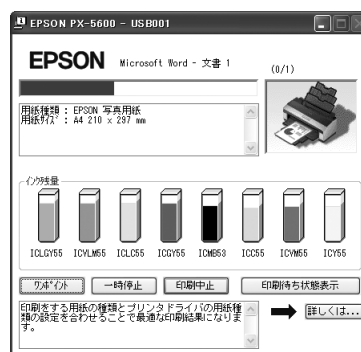 EPSON PX-5600 - USB001
EPSON
Microsoft Word - 文書 1
(0/1)
用紙種類 : EPSON 写真用紙
用紙ｻｲｽﾞ : A4 210 x 297 mm
インク残量
ICLGY55 ICVLM55 ICLC55 ICGY55 ICMB53 ICC55 ICVM55 ICY55
ﾜﾝﾎﾟｲﾝﾄ 一時停止 印刷中止 印刷待ち状態表示
印刷をする用紙の種類とプリンタドライバの用紙種
類の設定を合わせることで最適な印刷結果になりま
す。
詳しくは...